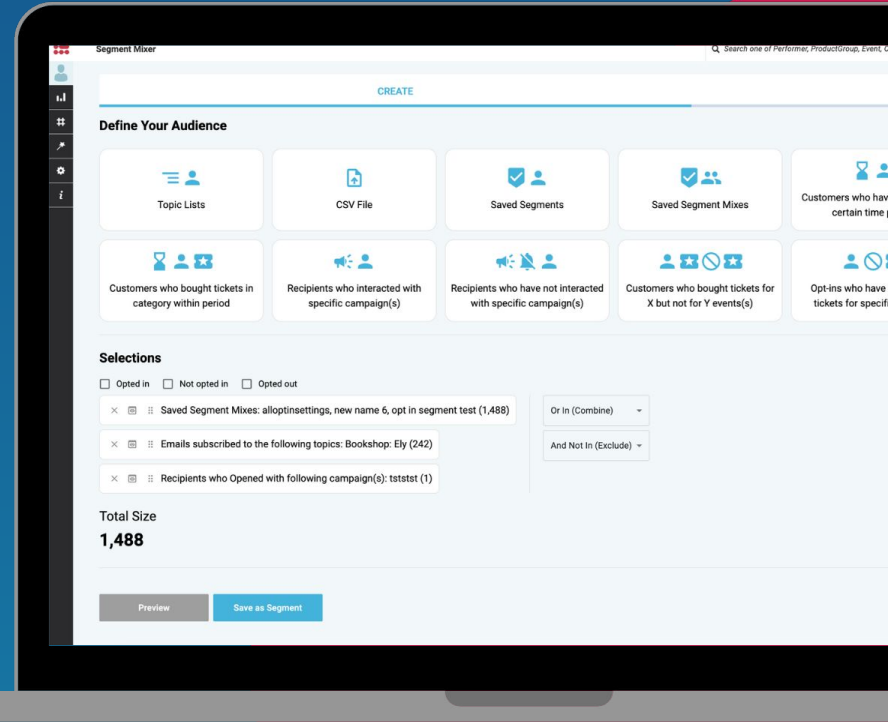 Segment Mixer
Search one of Performer, ProductGroup, Event, C
CREATE
Define Your Audience
Topic Lists
CSV File
Saved Segments
Saved Segment Mixes
Customers who hav
certain time
Customers who bought tickets in
category within period
Recipients who interacted with
specific campaign(s)
Recipients who have not interacted
with specific campaign(s)
Customers who bought tickets for
X but not for Y events(s)
Opt-ins who have
tickets for specifi
Selections
Opted in Not opted in Opted out
Saved Segment Mixes: alloptinsettings, new name 6, opt in segment test (1,488)
Or In (Combine)
Emails subscribed to the following topics: Bookshop: Ely (242)
And Not In (Exclude)
Recipients who Opened with following campaign(s): tststst (1)
Total Size
1,488
Preview
Save as Segment